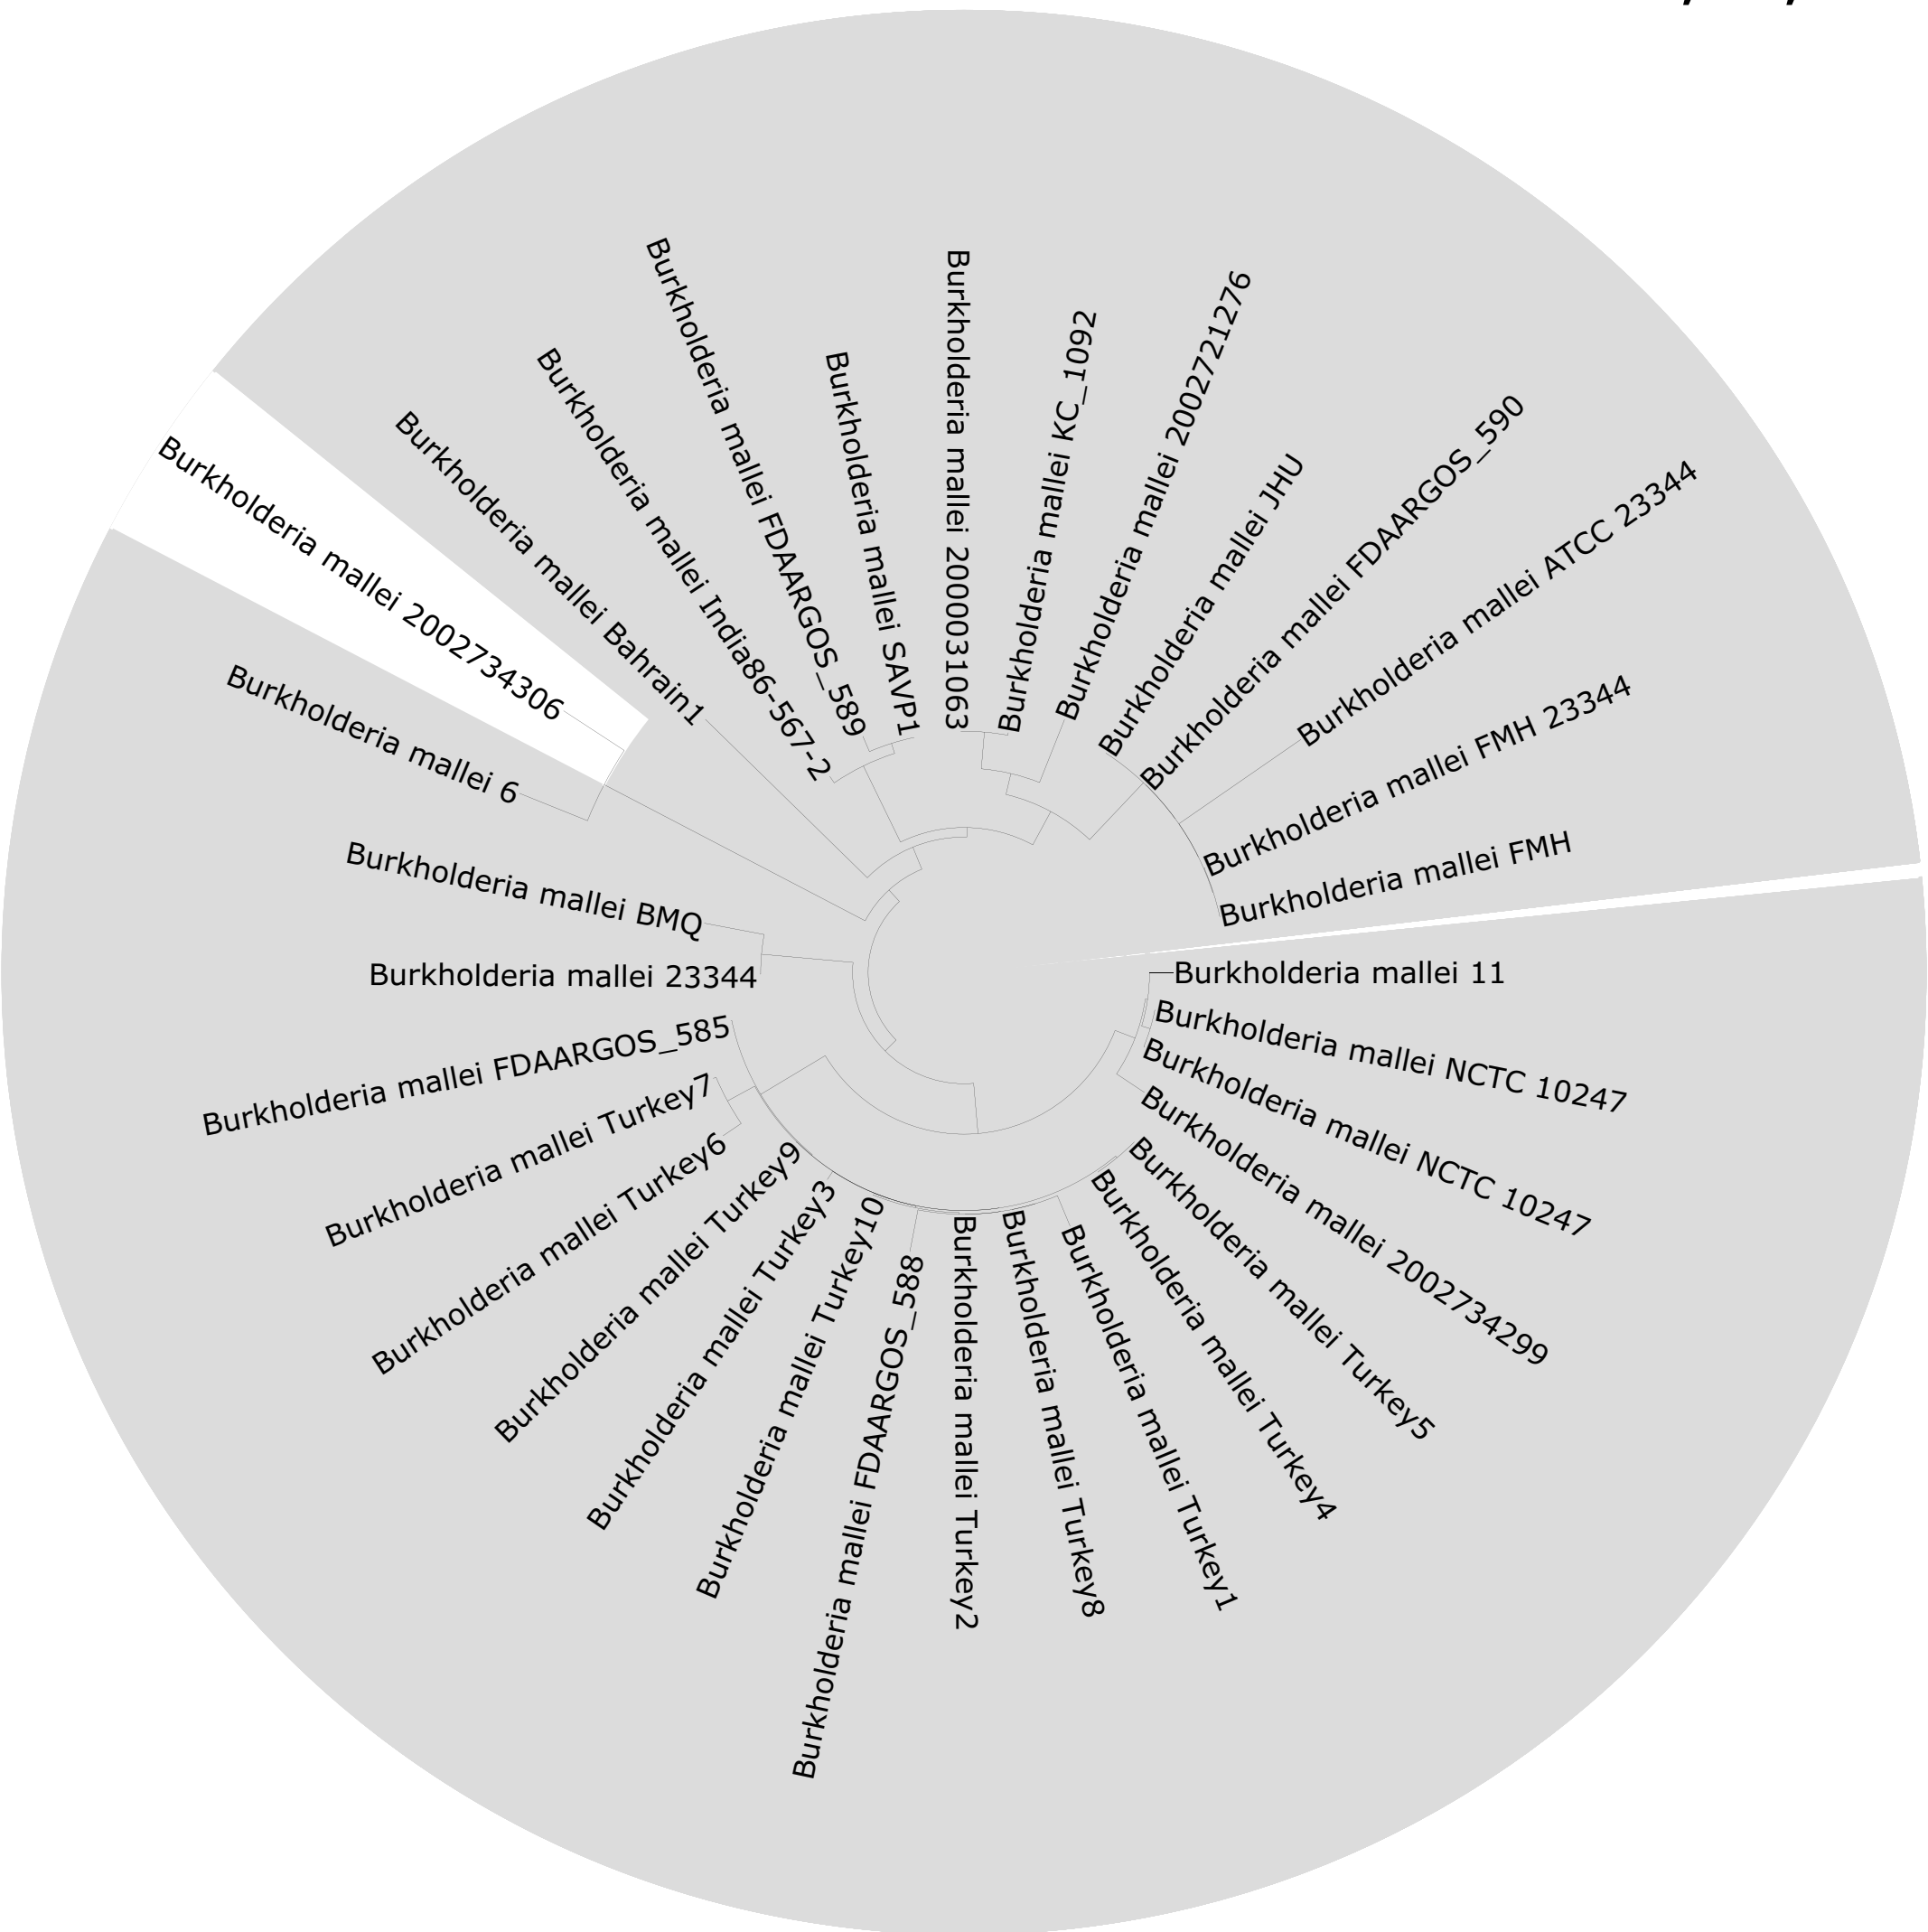 Burkholderia mallei 2000031063
Burkholderia mallei KC_1092
Burkholderia mallei 2002721276
Burkholderia mallei JHU
Burkholderia mallei FDAARGOS_590
Burkholderia mallei ATCC 23344
Burkholderia mallei FMH 23344
Burkholderia mallei FMH
Burkholderia mallei 11
Burkholderia mallei NCTC 10247
Burkholderia mallei NCTC 10247
Burkholderia mallei 2002734299
Burkholderia mallei Turkey5
Burkholderia mallei Turkey4
Burkholderia mallei Turkey1
Burkholderia mallei Turkey8
Burkholderia mallei Turkey2
Burkholderia mallei FDAARGOS_588
Burkholderia mallei Turkey10
Burkholderia mallei Turkey3
Burkholderia mallei Turkey9
Burkholderia mallei Turkey6
Burkholderia mallei Turkey7
Burkholderia mallei FDAARGOS_585
Burkholderia mallei 23344
Burkholderia mallei BMQ
Burkholderia mallei 6
Burkholderia mallei 2002734306
Burkholderia mallei Bahrain1
Burkholderia mallei India86-567-2
Burkholderia mallei FDAARGOS_589
Burkholderia mallei SAVP1